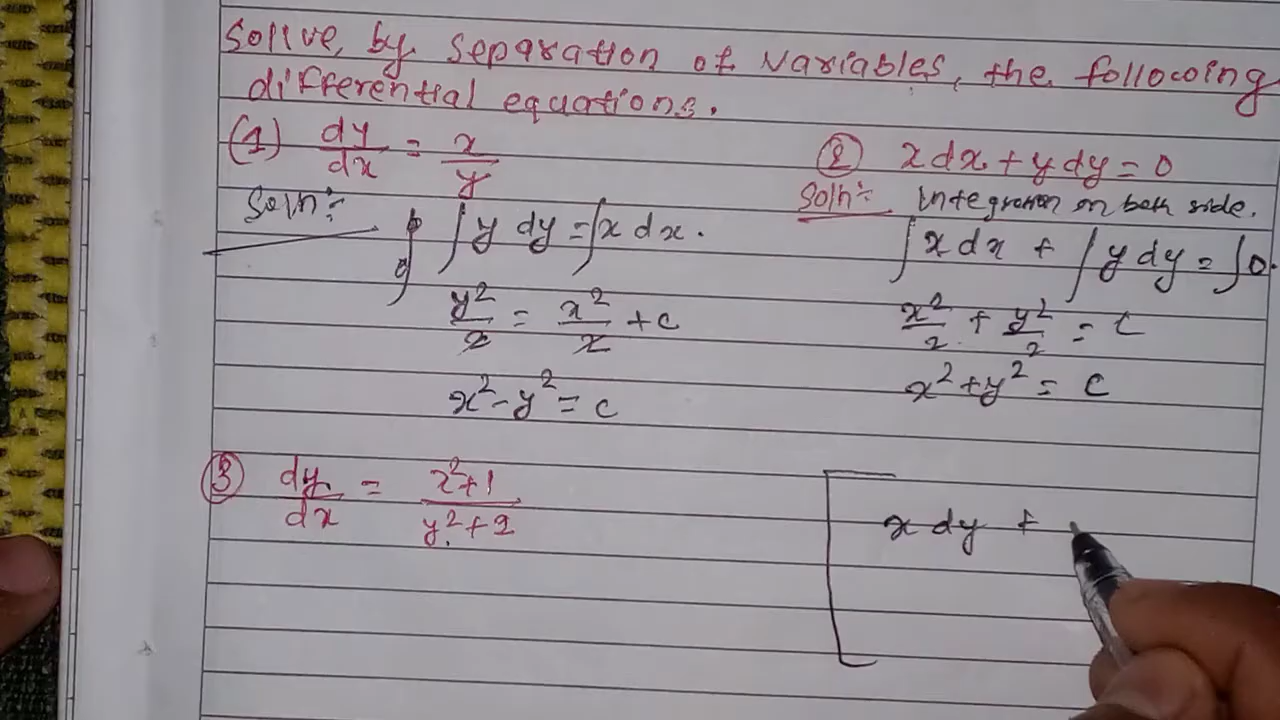 Sollve, by separation of variables, the following
differential equations.
(1) dy/dx = x/y
② x dx + y dy = 0
Soln:-
Soln:- integration on both side.
∫ y dy = ∫ x dx .
∫ x dx + ∫ y dy = ∫ 0.
y²/2 = x²/2 + c
x²/2 + y²/2 = c
x² - y² = c
x² + y² = c
③ dy/dx = x²+1/y²+2
x dy +